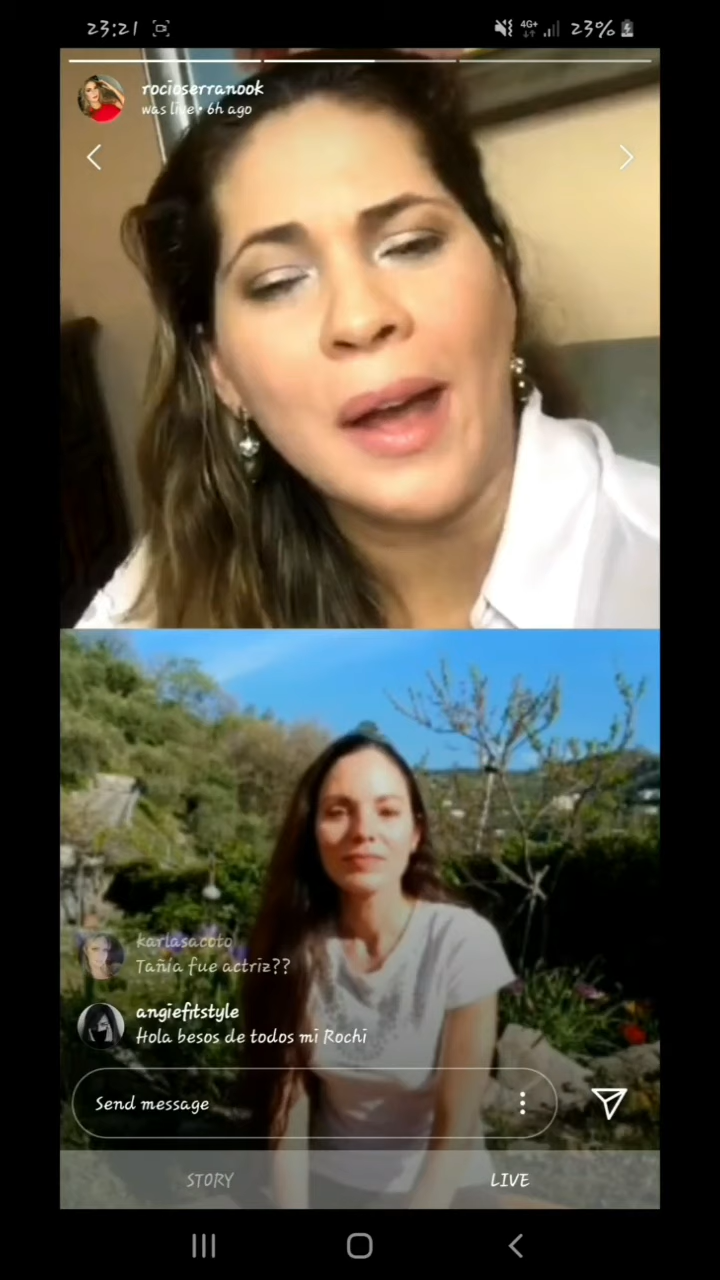 23:21
4G+
23%
rocioserranook
was live• 6h ago
karlasacoto
Tañia fue actriz??
angiefitstyle
Hola besos de todos mi Rochi
Send message
STORY
LIVE